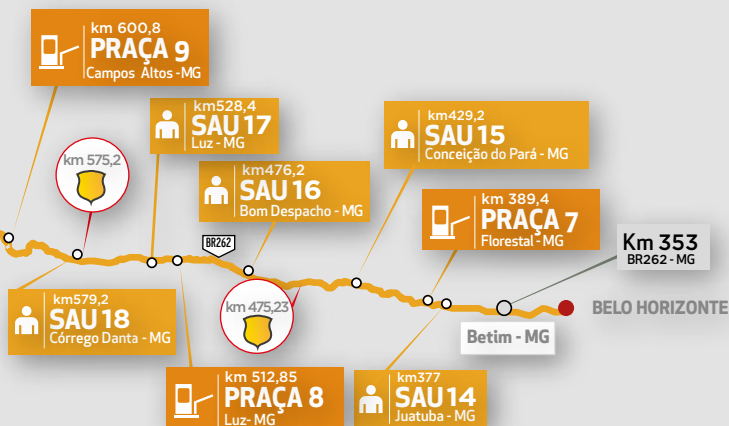 km 600,8
PRAÇA 9
Campos Altos -MG
km528,4
SAU 17
Luz - MG
km429,2
SAU 15
Conceição do Pará - MG
km 575,2
km476,2
SAU 16
Bom Despacho - MG
km 389,4
PRAÇA 7
Florestal - MG
BR262
Km 353
BR262 - MG
km579,2
SAU 18
Córrego Danta - MG
km 475,23
BELO HORIZONTE
Betim - MG
km 512,85
PRAÇA 8
Luz- MG
km377
SAU 14
Juatuba - MG